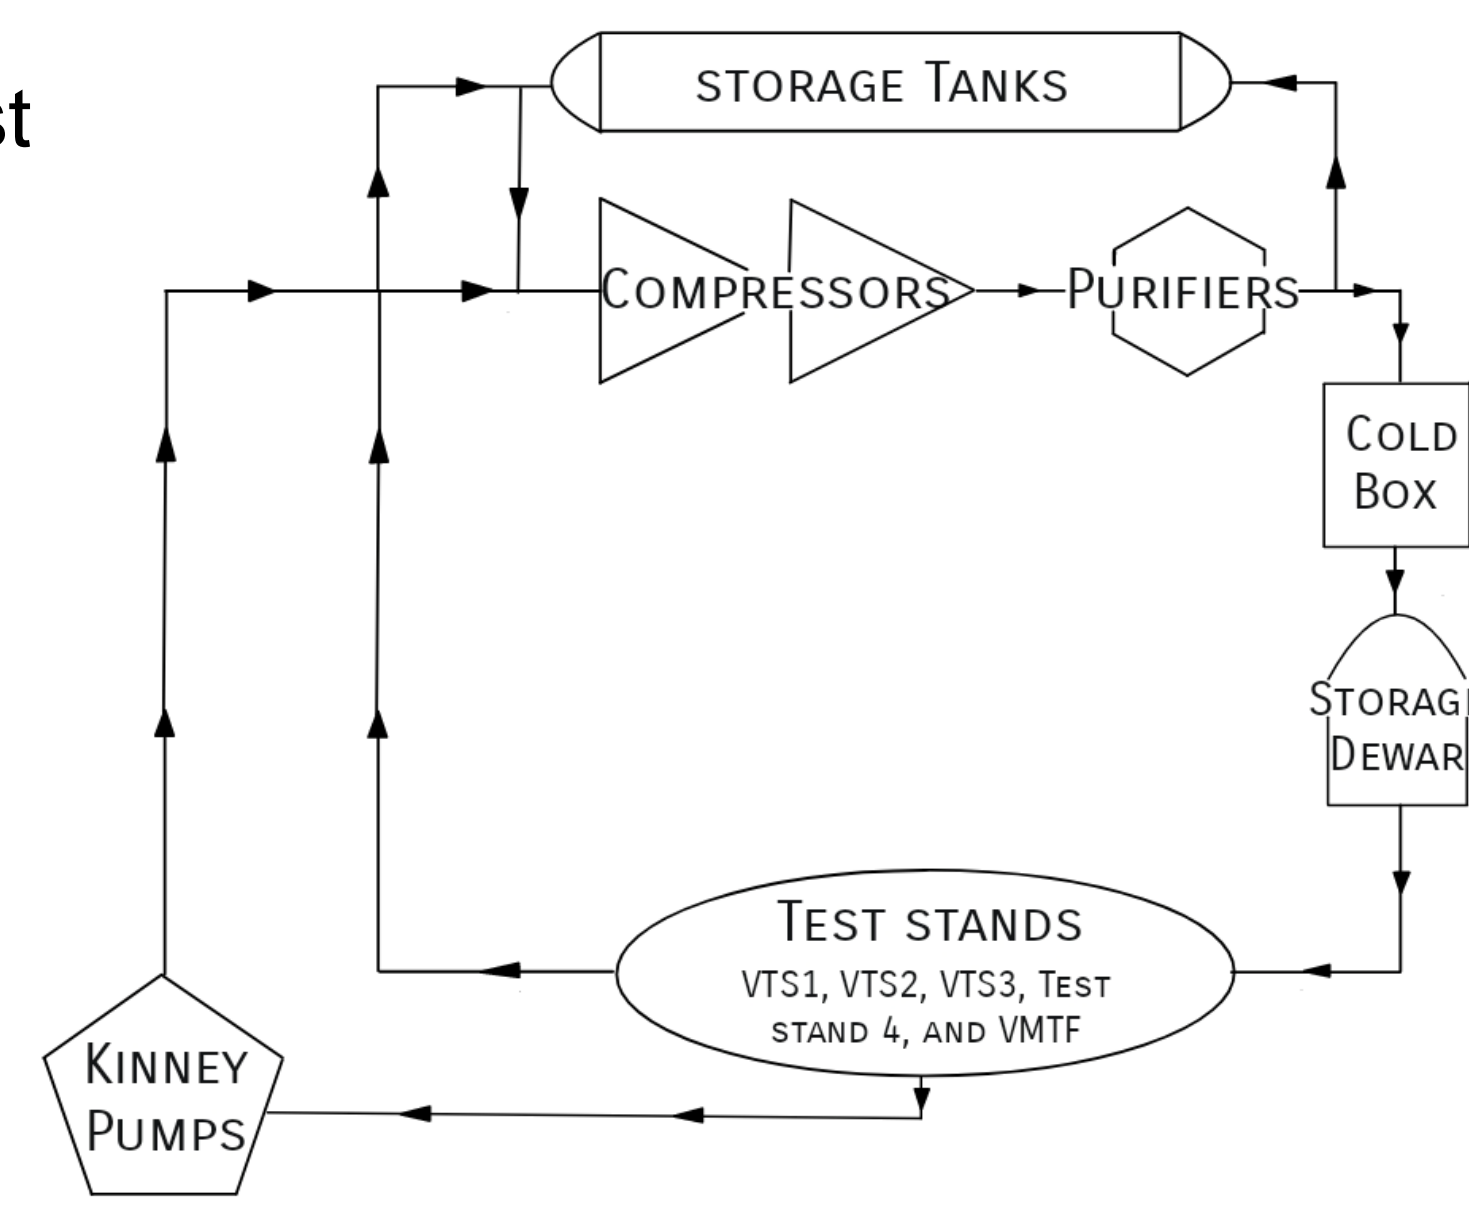 st
STORAGE TANKS
COMPRESSORS
PURIFIERS
COLD
BOX
STORAG
DEWAR
TEST STANDS
VTS1, VTS2, VTS3, TEST
STAND 4, AND VMTF
KINNEY
PUMPS